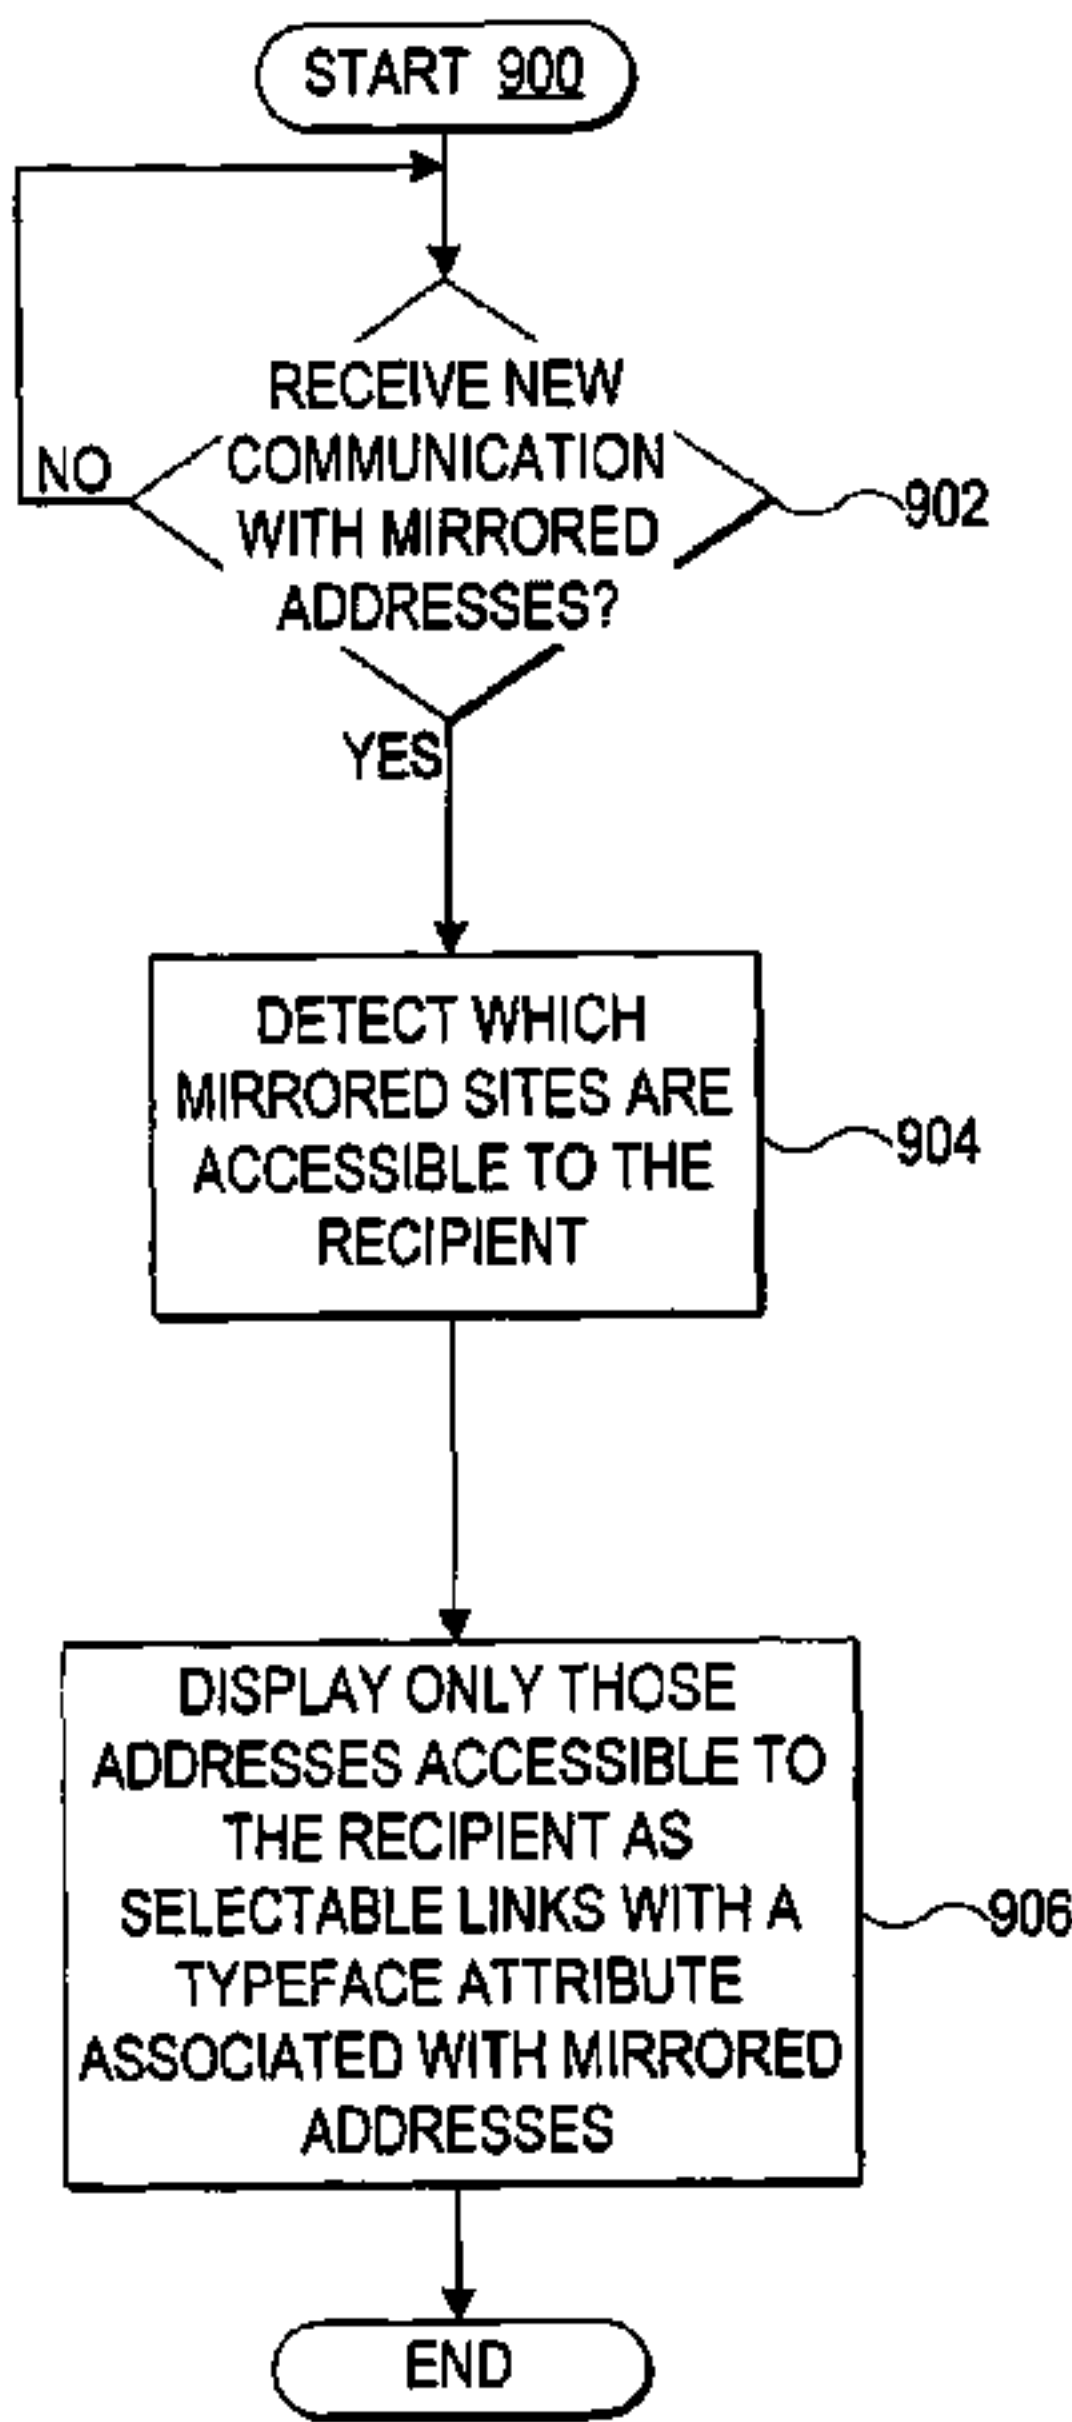 START 900
RECEIVE NEW
COMMUNICATION
WITH MIRRORED
ADDRESSES?
NO
902
YES
DETECT WHICH
MIRRORED SITES ARE
ACCESSIBLE TO THE
RECIPIENT
904
DISPLAY ONLY THOSE
ADDRESSES ACCESSIBLE TO
THE RECIPIENT AS
SELECTABLE LINKS WITH A
TYPEFACE ATTRIBUTE
ASSOCIATED WITH MIRRORED
ADDRESSES
906
END